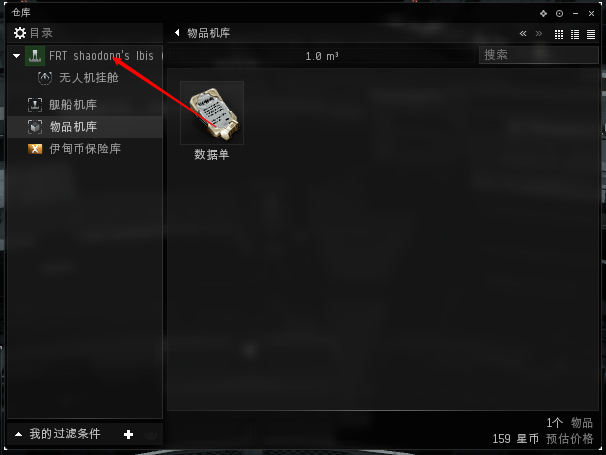 仓库
目录
物品机库
FRT shaodong's Ibis (
1.0 m³
搜索
无人机挂舱
舰船机库
物品机库
伊甸币保险库
数据单
1个 物品
我的过滤条件
159 星币 预估价格